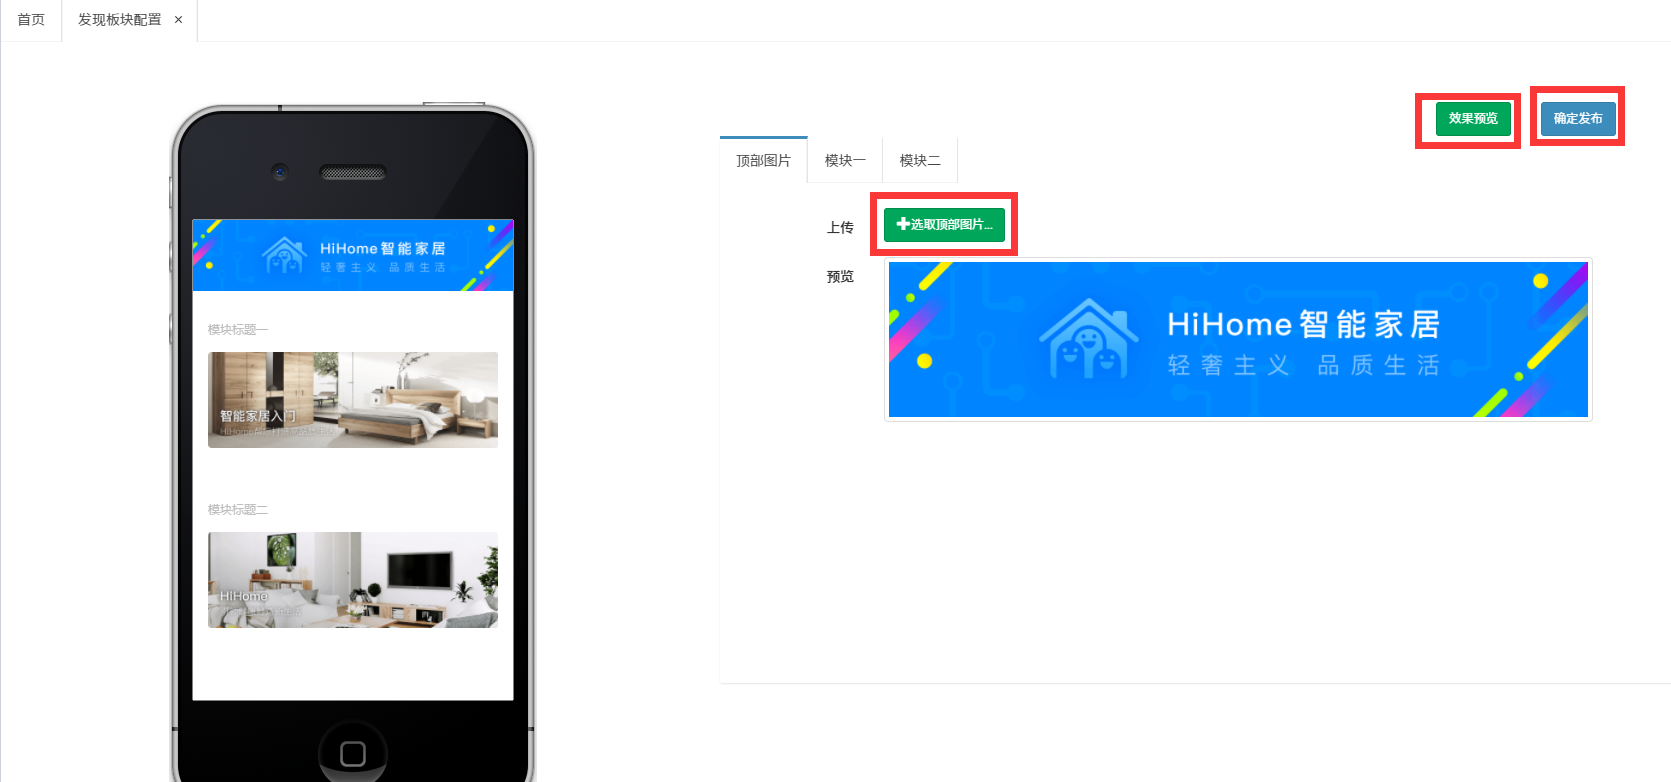 首页
发现板块配置 ×
效果预览
确定发布
顶部图片
模块一
模块二
上传
选取顶部图片...
预览
HiHome智能家居
轻奢主义 品质生活
HiHome智能家居
轻奢主义 品质生活
模块标题一
智能家居入门
模块标题二
HiHome